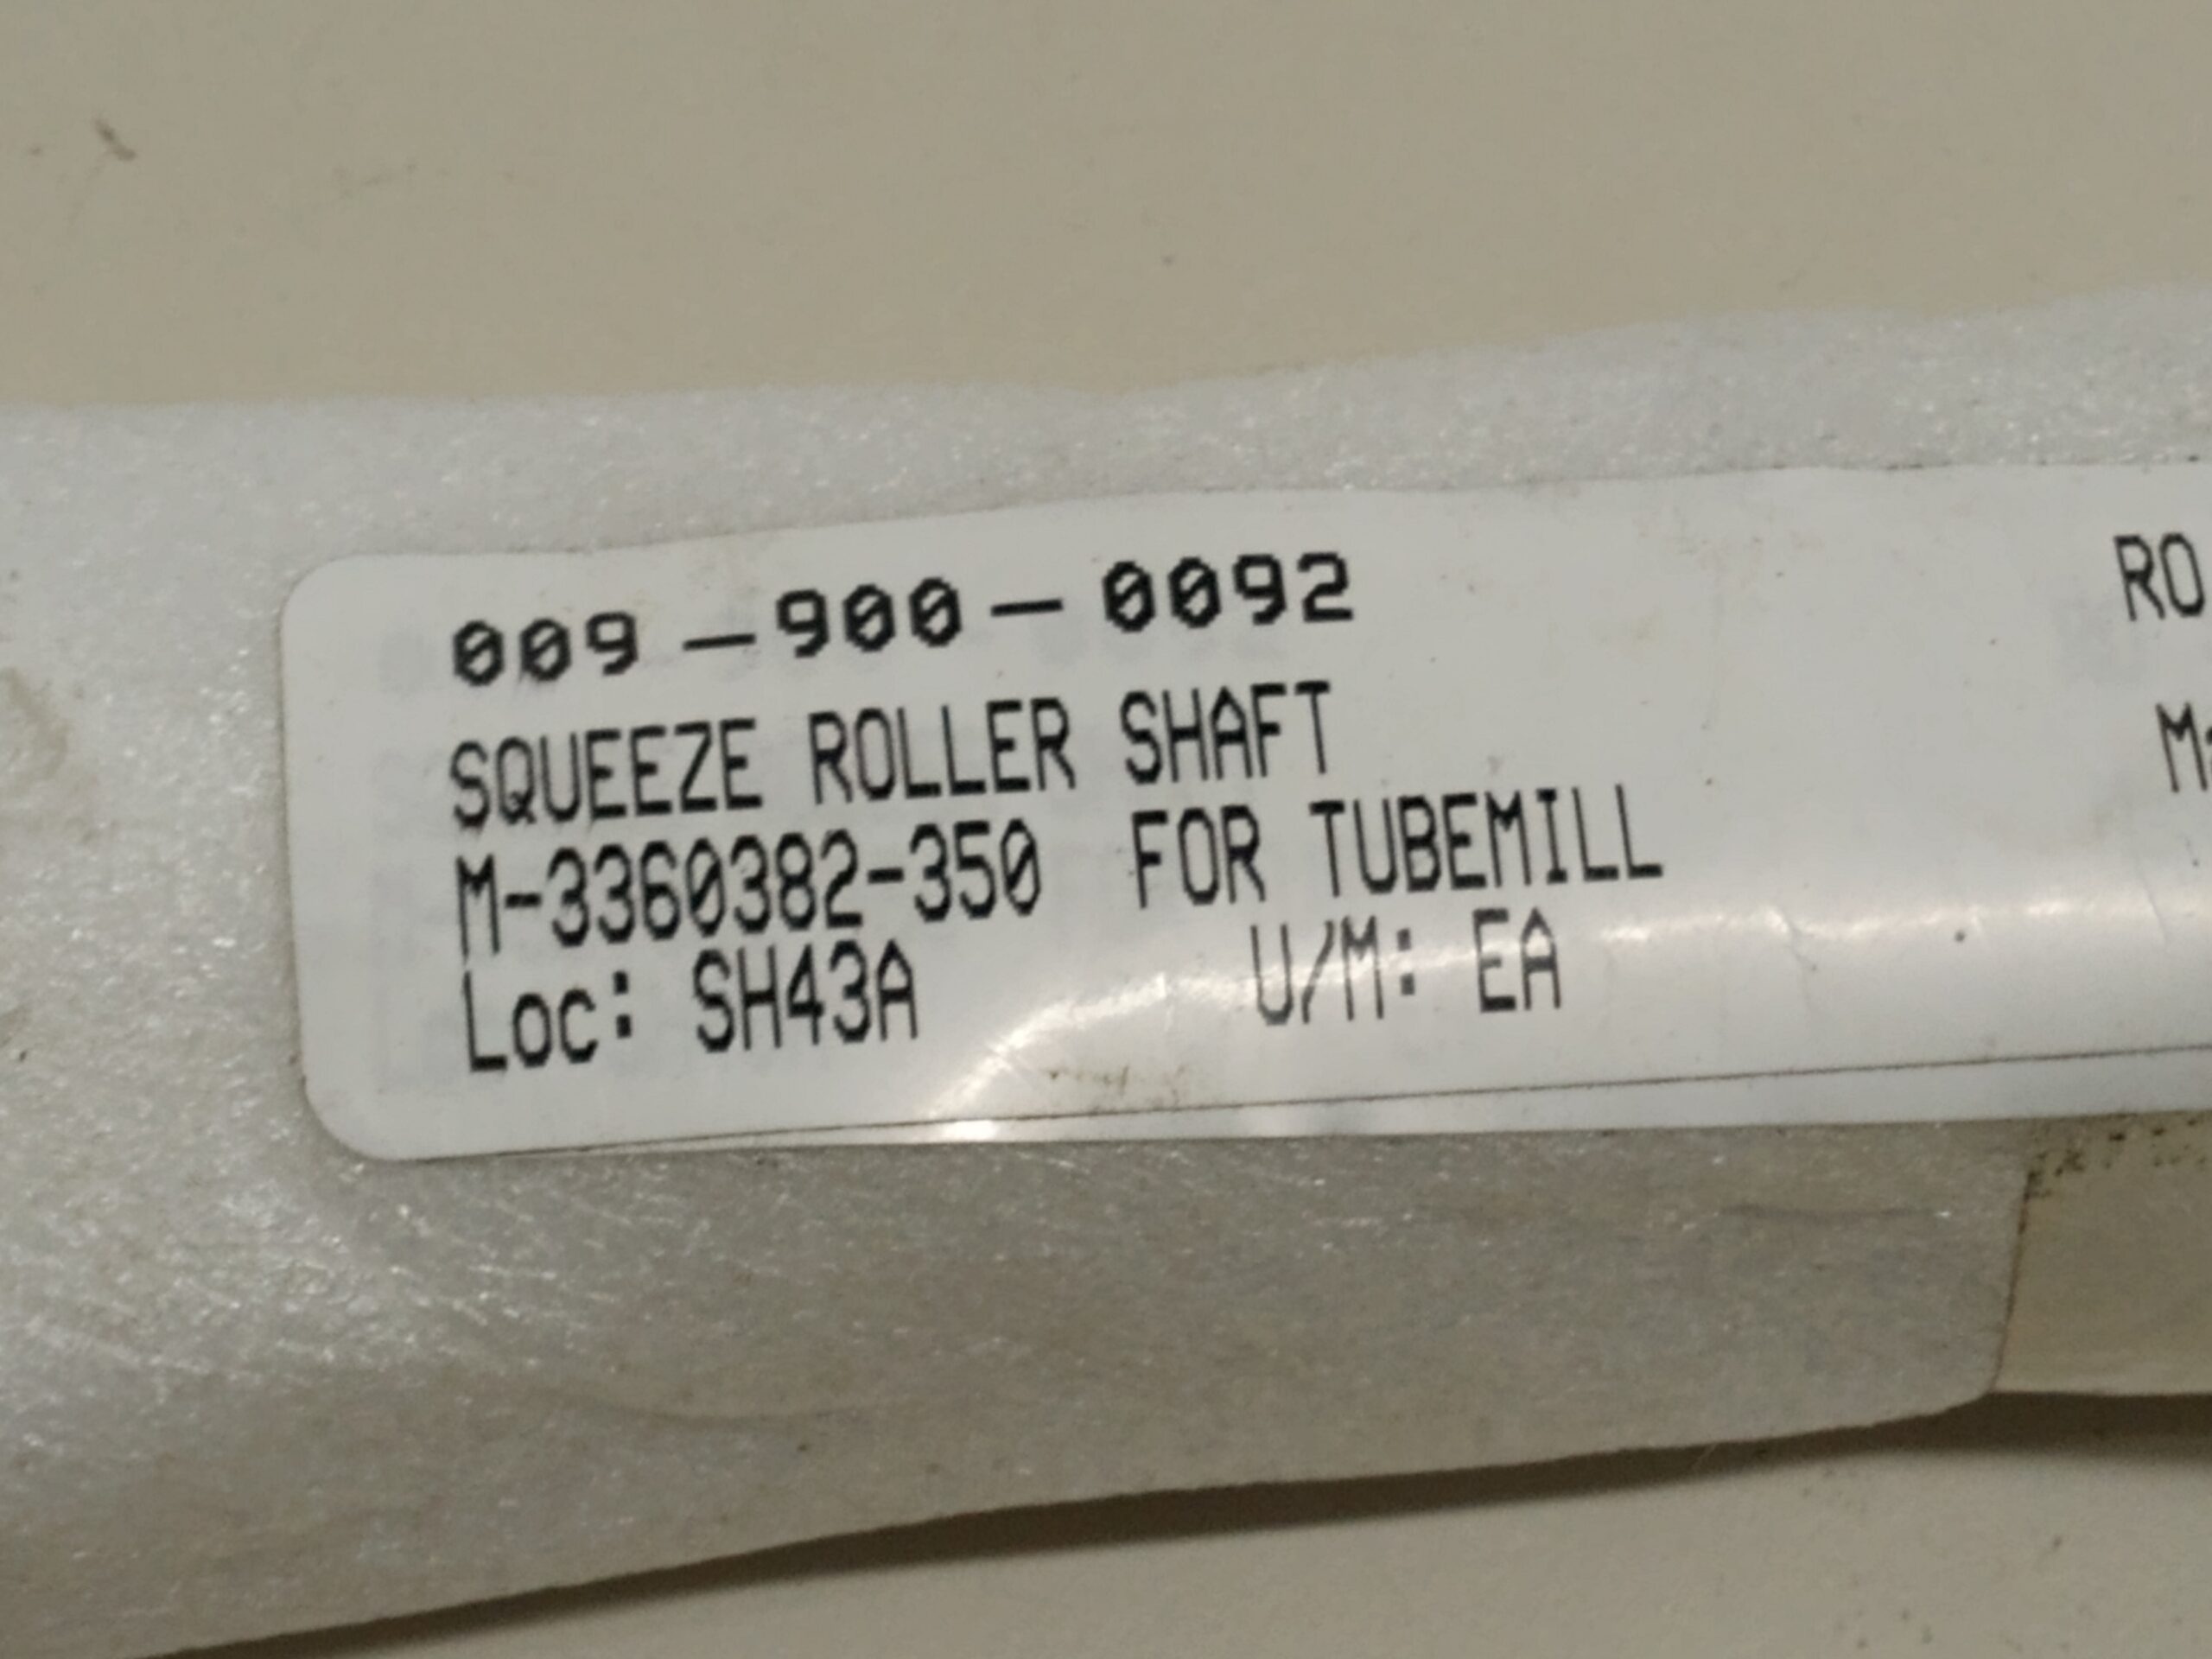 009-900-0092
SQUEEZE ROLLER SHAFT
M-3360382-350 FOR TUBEMILL
Loc: SH43A U/M: EA
RO